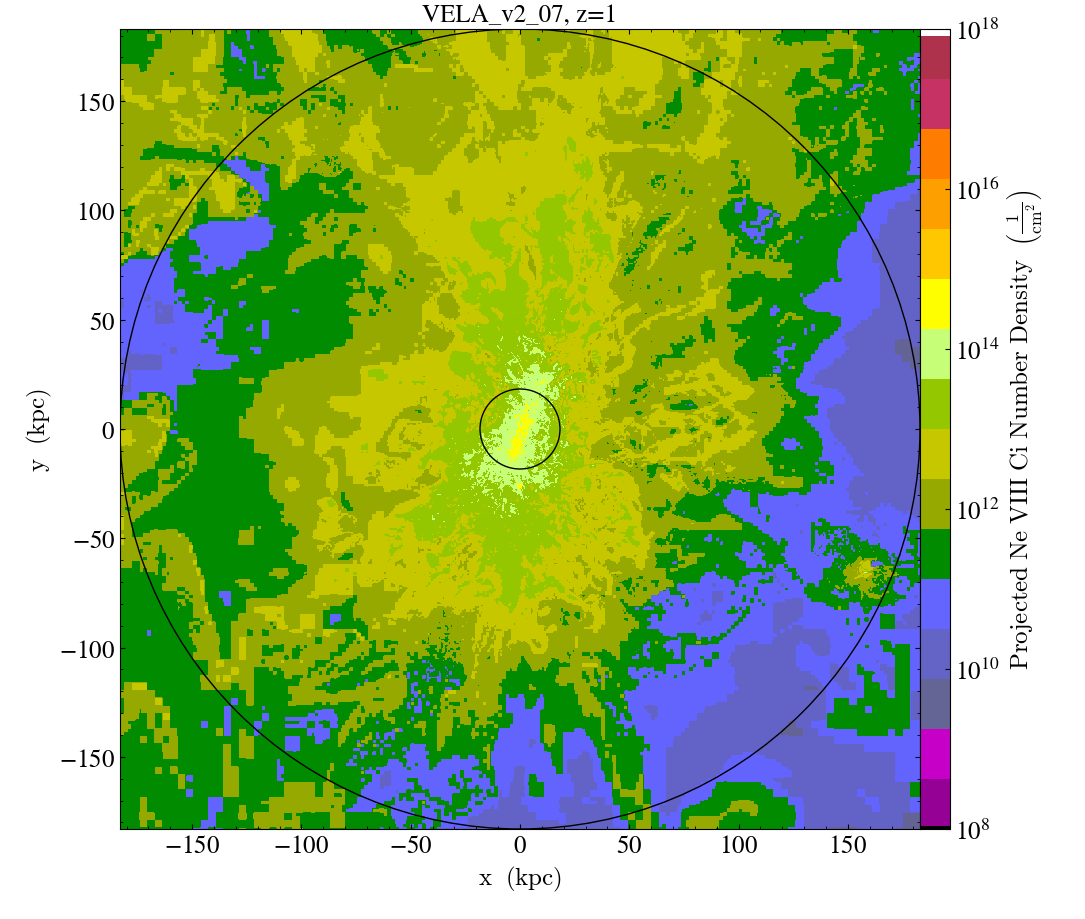 VELA_v2_07, z=1
150
100
50
0
−50
−100
−150
y (kpc)
−150 −100 −50 0 50 100 150
x (kpc)
10^18
10^16
10^14
10^12
10^10
10^8
Projected Ne VIII Ci Number Density (1/cm^2)